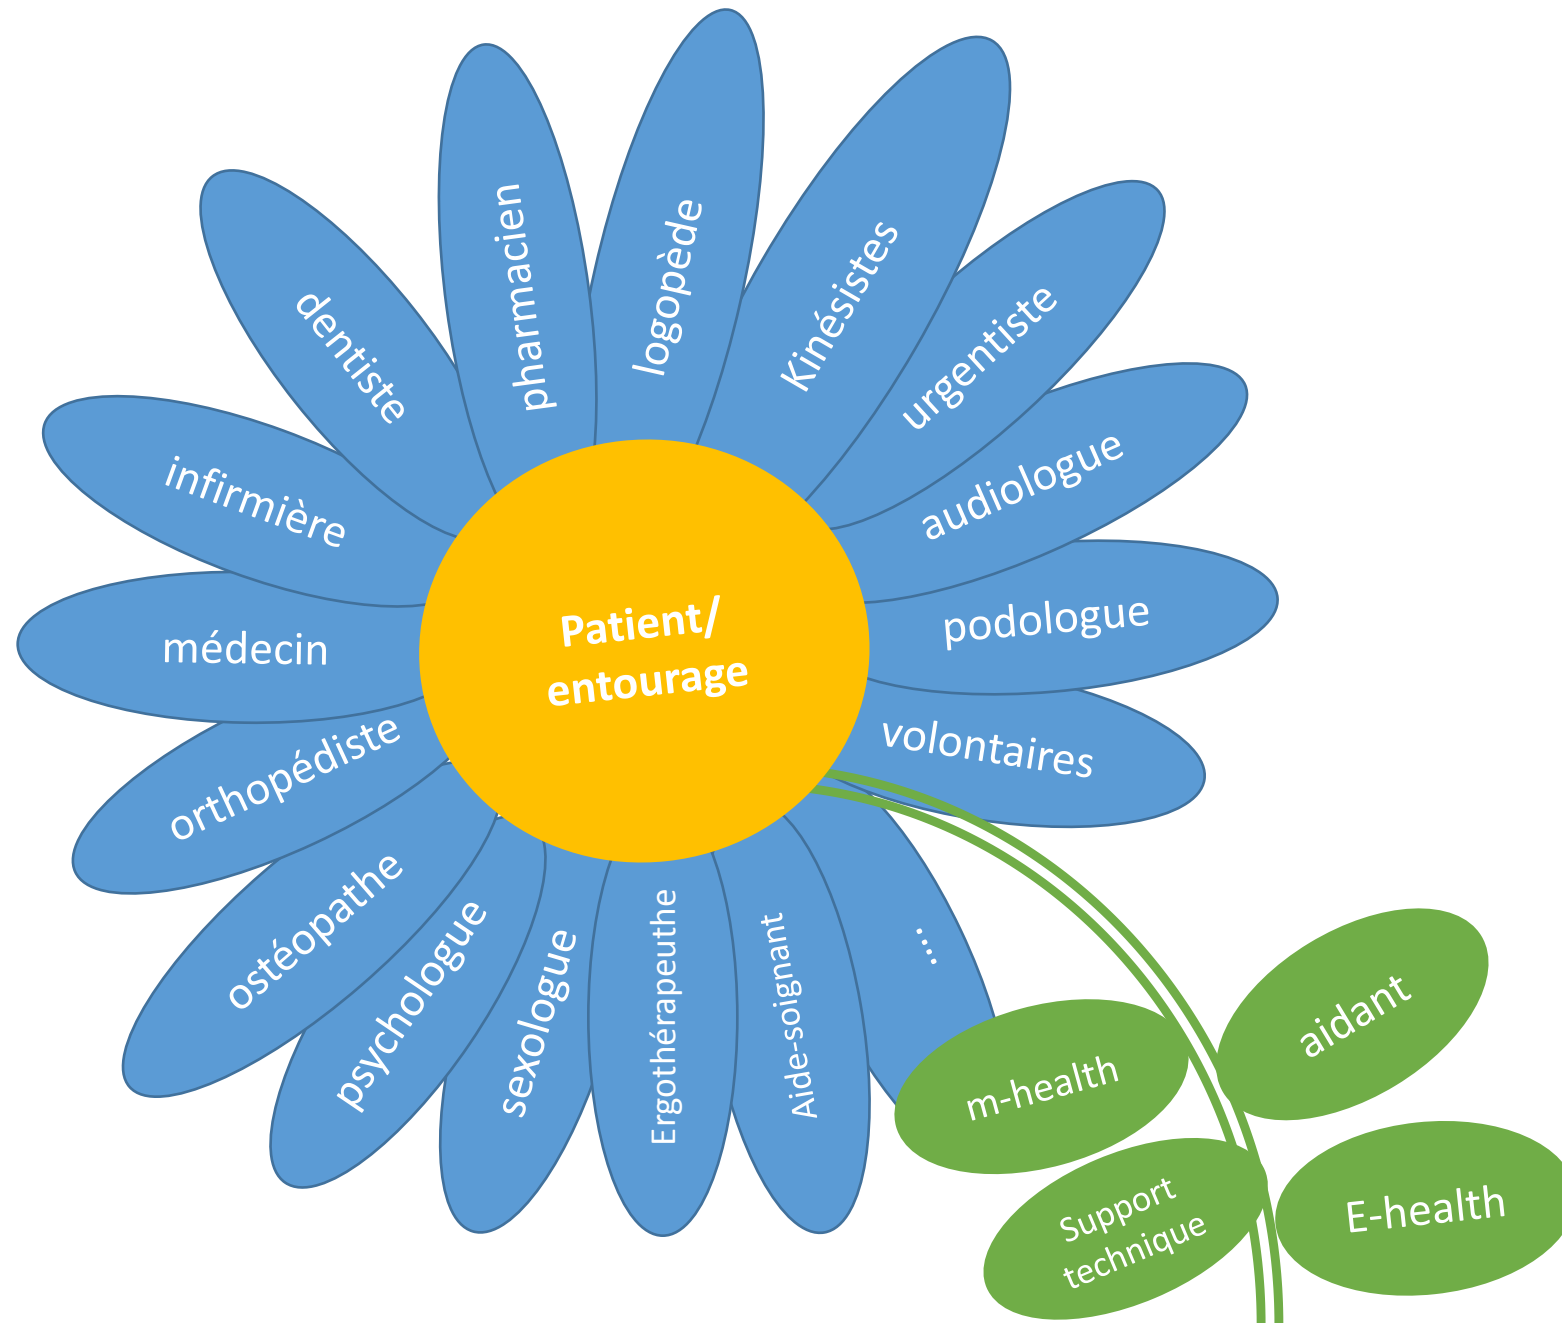 pharmacien
logopède
Kinésistes
urgentiste
audiologue
podologue
volontaires
....
Aide-soignant
Ergothérapeuthe
sexologue
psychologue
ostéopathe
orthopédiste
médecin
infirmière
dentiste
Patient/
entourage
m-health
aidant
Support
technique
E-health